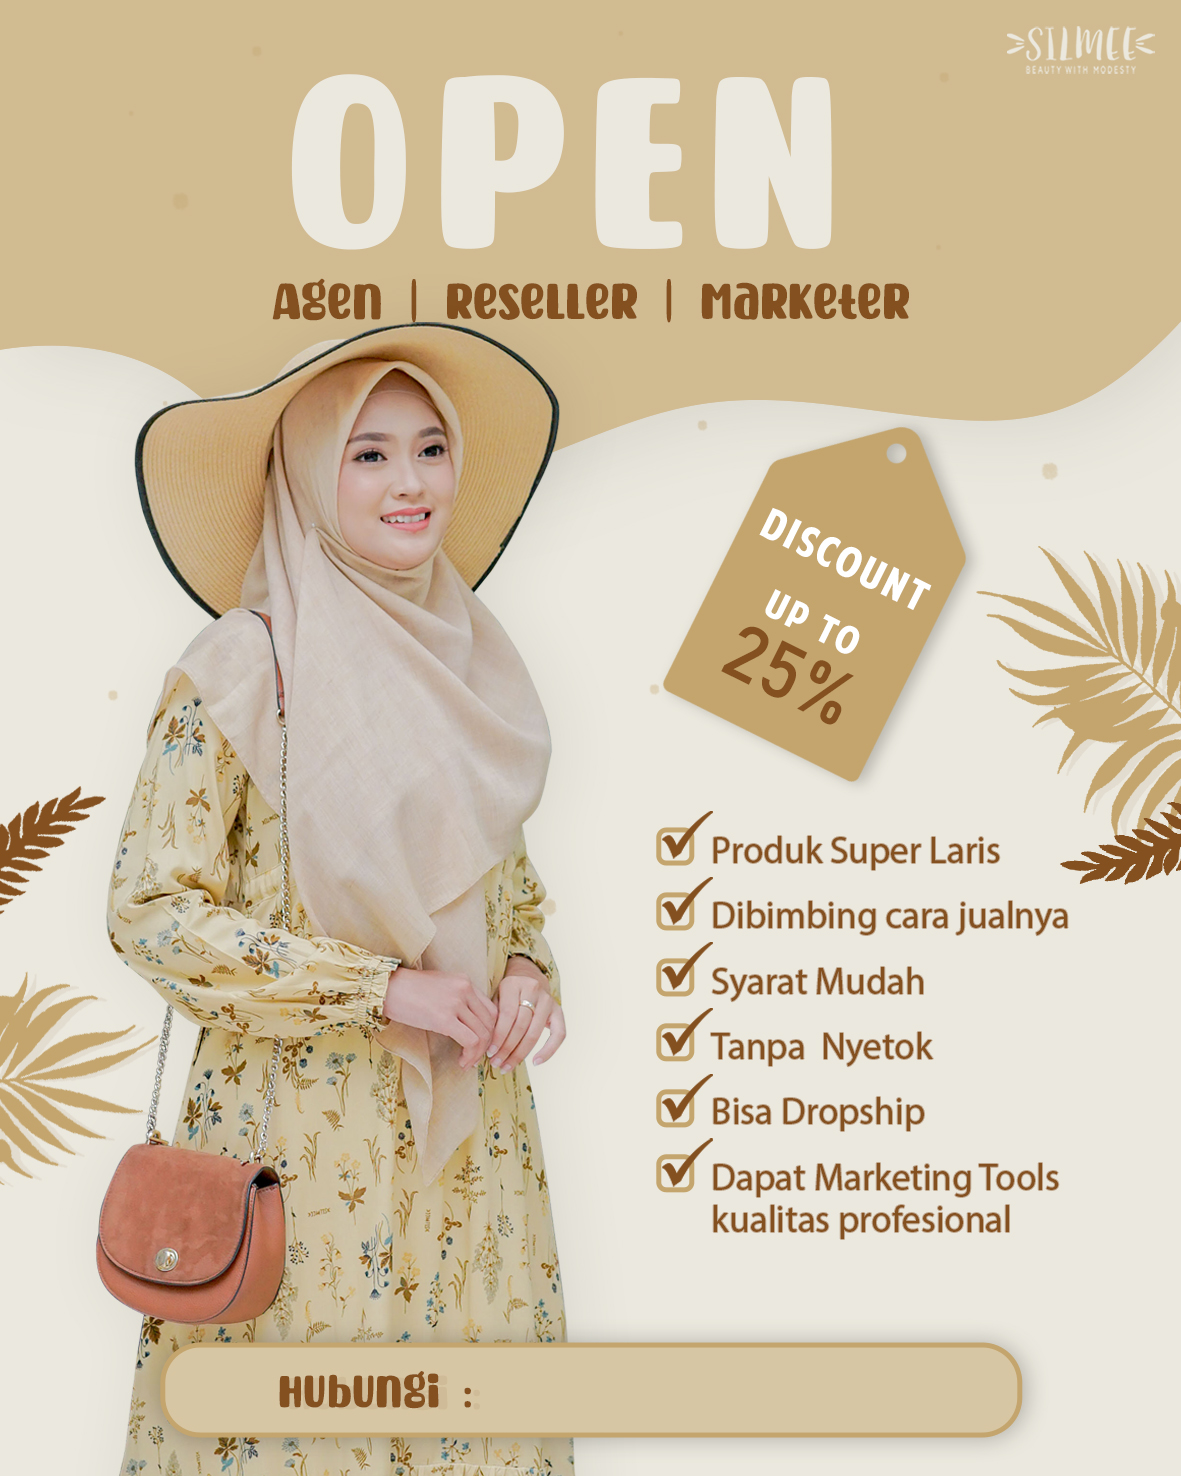 SILMEE
BEAUTY WITH MODESTY
OPEN
Agen | Reseller | Marketer
DISCOUNT
UP TO
25%
Produk Super Laris
Dibimbing cara jualnya
Syarat Mudah
Tanpa Nyetok
Bisa Dropship
Dapat Marketing Tools
kualitas profesional
Hubungi :